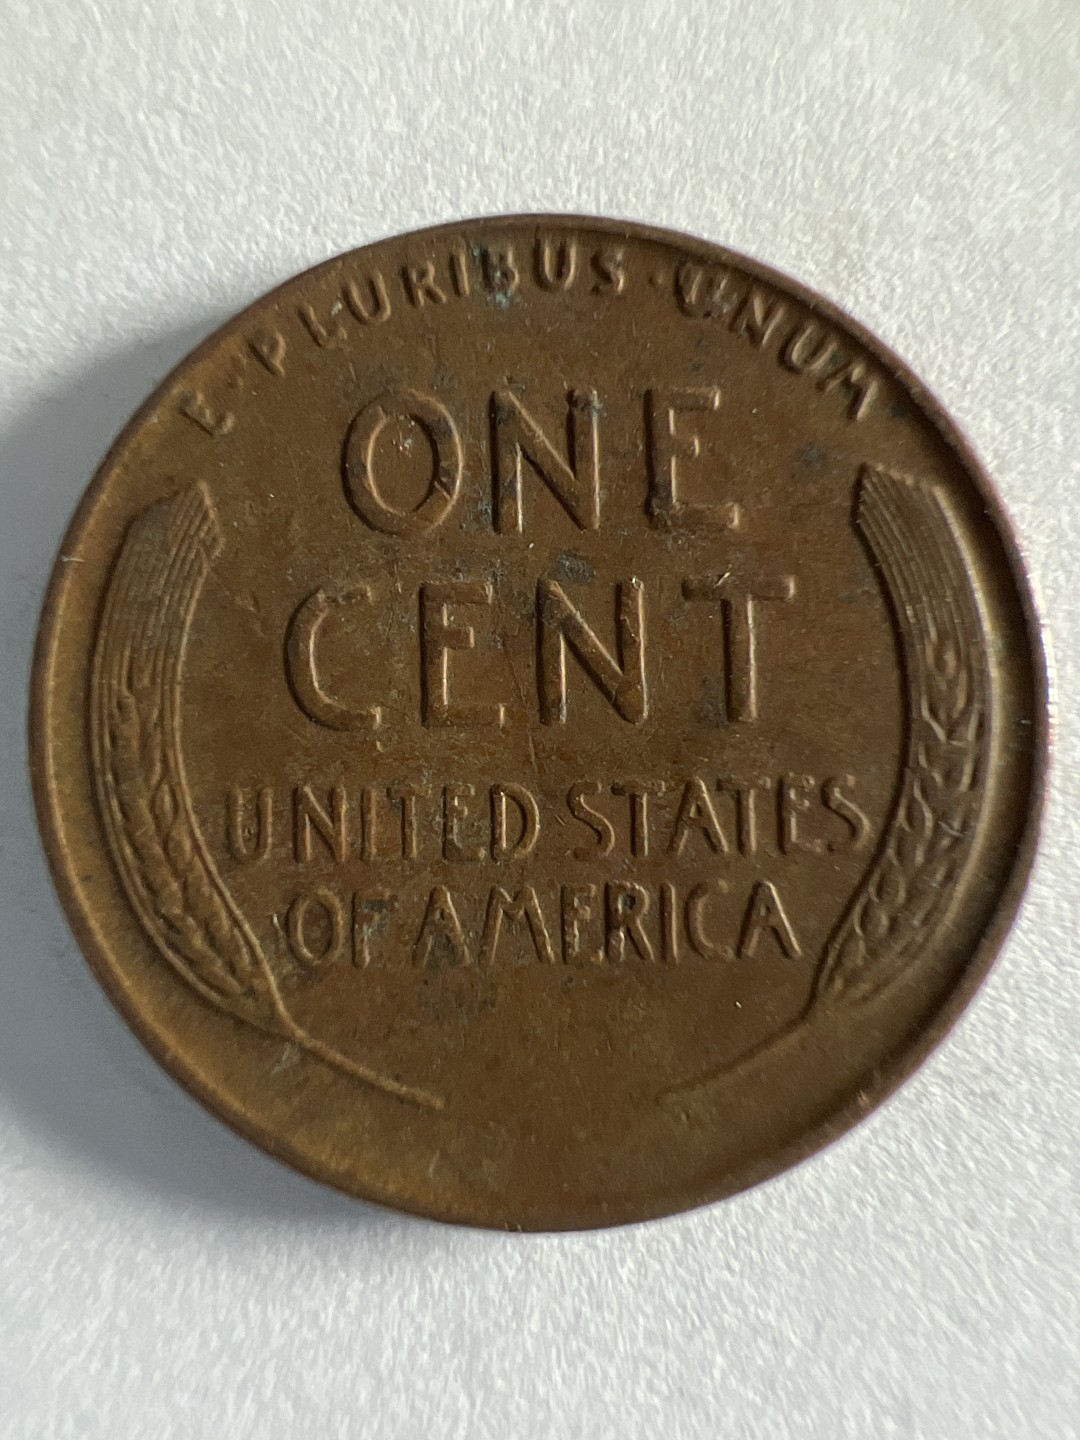 E·PLURIBUS·UNUM
ONE
CENT
UNITED STATES
OF AMERICA